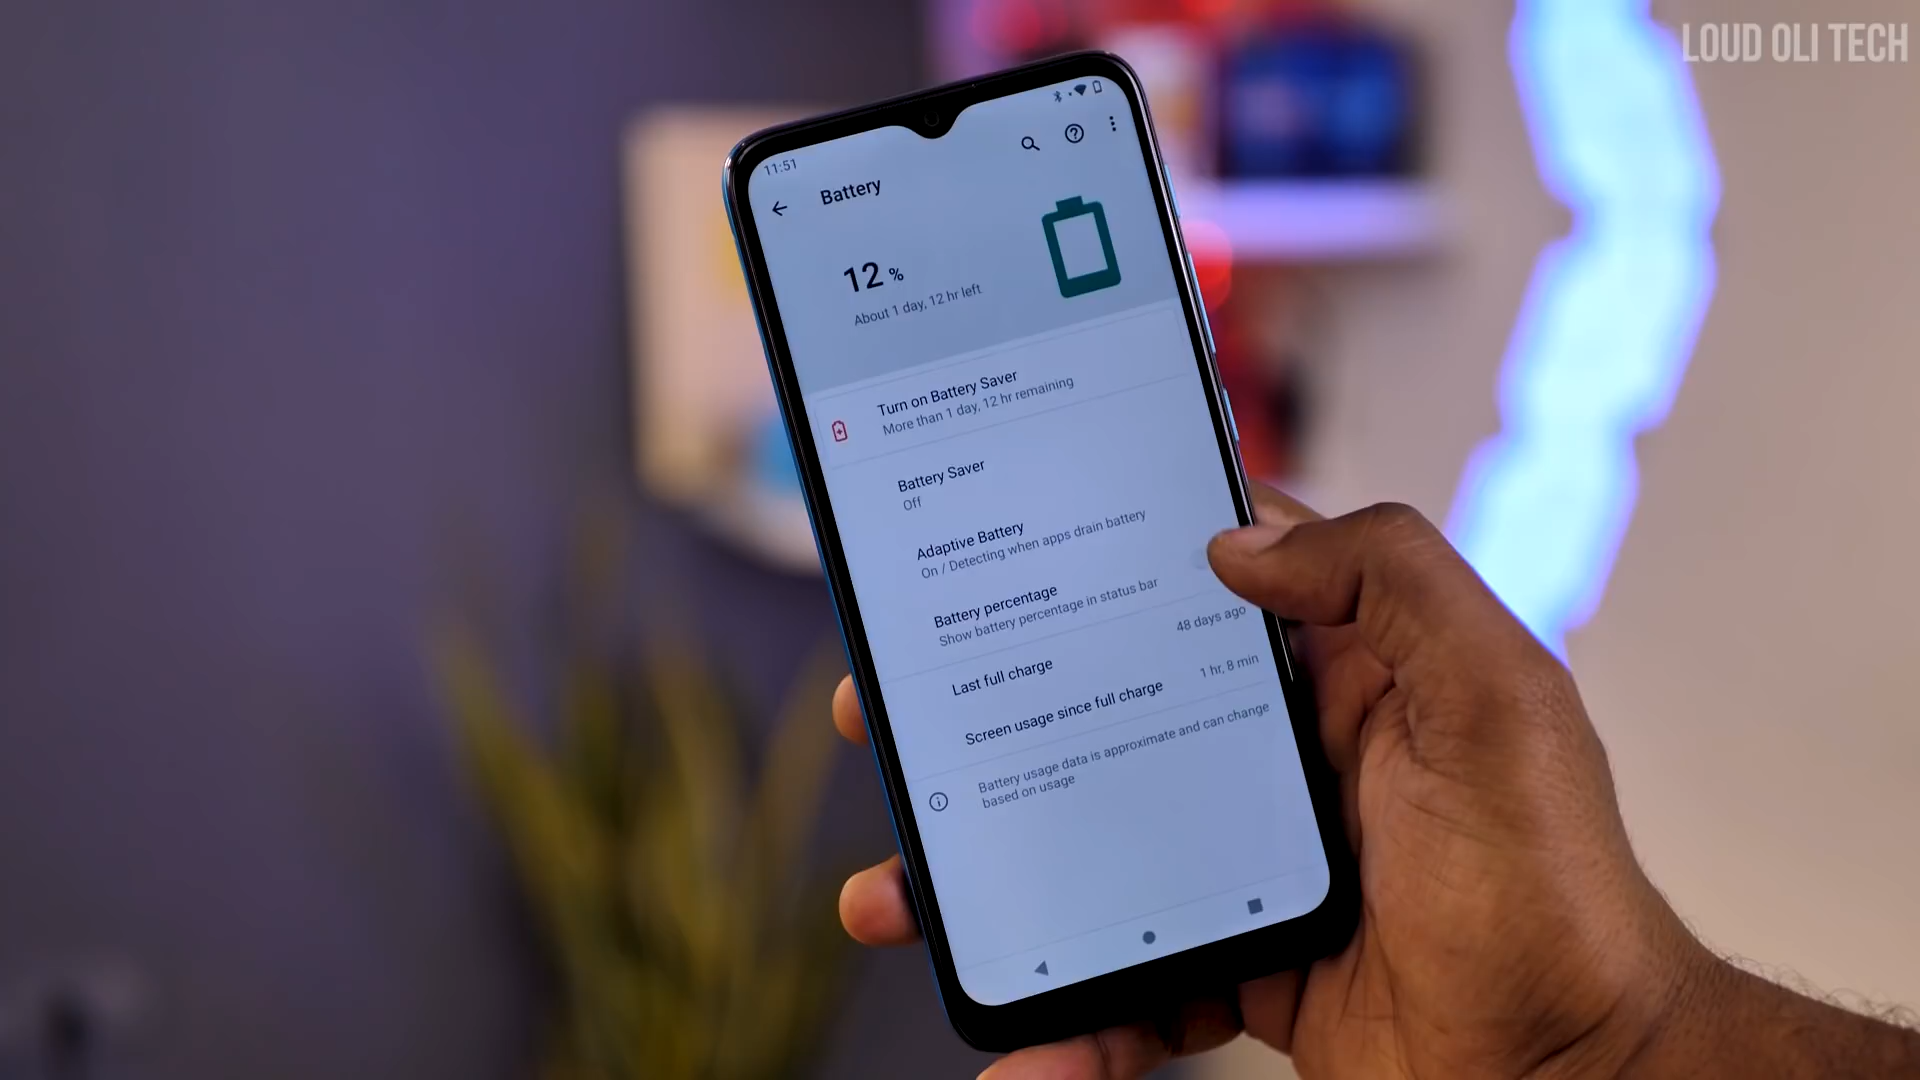 LOUD OLI TECH
11:51
Battery
12 %
About 1 day, 12 hr left
Turn on Battery Saver
More than 1 day, 12 hr remaining
Battery Saver
Off
Adaptive Battery
On / Detecting when apps drain battery
Battery percentage
Show battery percentage in status bar
Last full charge
48 days ago
Screen usage since full charge
1 hr, 8 min
Battery usage data is approximate and can change
based on usage